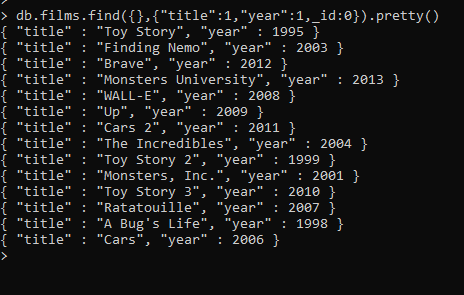 > db.films.find({},{"title":1,"year":1,_id:0}).pretty()
{ "title" : "Toy Story", "year" : 1995 }
{ "title" : "Finding Nemo", "year" : 2003 }
{ "title" : "Brave", "year" : 2012 }
{ "title" : "Monsters University", "year" : 2013 }
{ "title" : "WALL-E", "year" : 2008 }
{ "title" : "Up", "year" : 2009 }
{ "title" : "Cars 2", "year" : 2011 }
{ "title" : "The Incredibles", "year" : 2004 }
{ "title" : "Toy Story 2", "year" : 1999 }
{ "title" : "Monsters, Inc.", "year" : 2001 }
{ "title" : "Toy Story 3", "year" : 2010 }
{ "title" : "Ratatouille", "year" : 2007 }
{ "title" : "A Bug's Life", "year" : 1998 }
{ "title" : "Cars", "year" : 2006 }
>